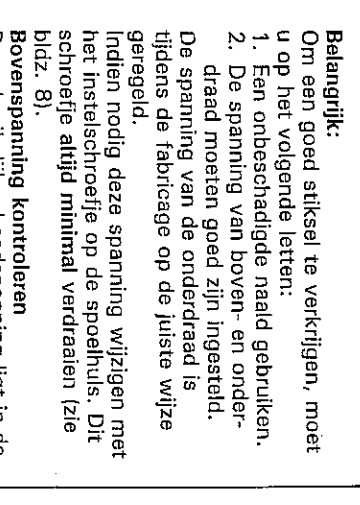 Belangrijk:
Om een goed stiksel te verkrijgen, moet
u op het volgende letten:
1. Een onbeschadigde naald gebruiken.
2. De spanning van boven- en onder-
draad moeten goed zijn ingesteld.
De spanning van de onderdraad is
tijdens de fabricage op de juiste wijze
geregeld.
Indien nodig deze spanning wijzigen met
het instelschroefje op de spoelhuls. Dit
schroefje altijd minimal verdraaien (zie
bldz. 8).
Bovenspanning kontroleren